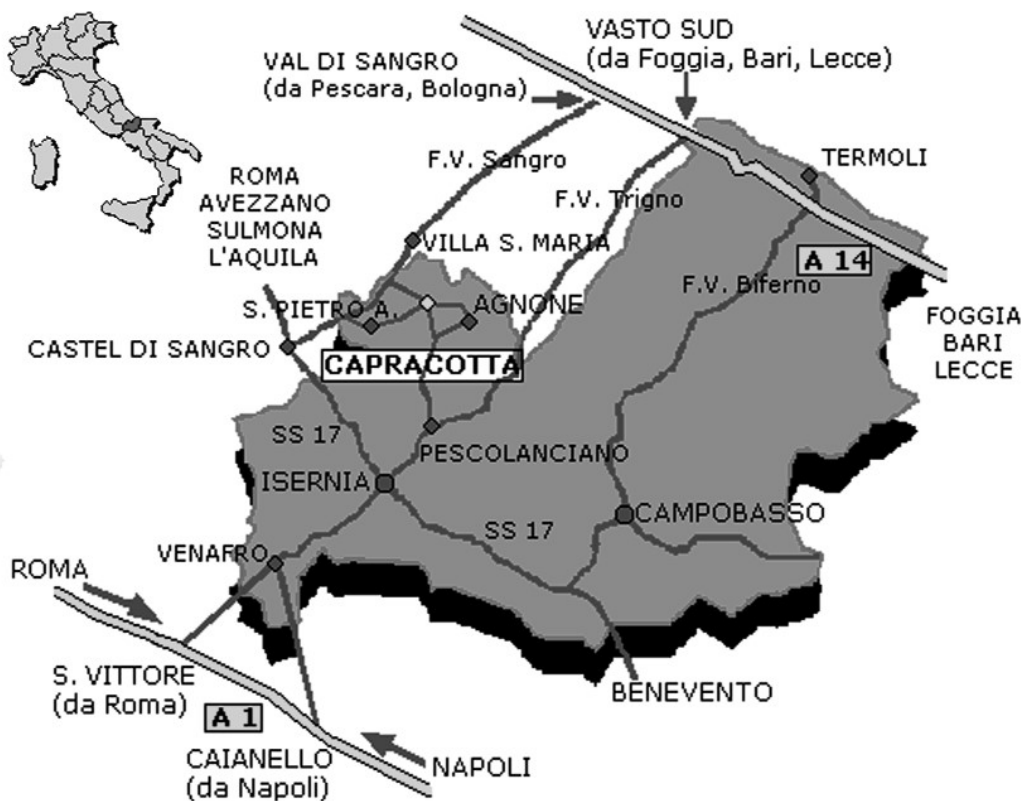 VASTO SUD
(da Foggia, Bari, Lecce)
VAL DI SANGRO
(da Pescara, Bologna)
F.V. Sangro
TERMOLI
ROMA
AVEZZANO
SULMONA
L'AQUILA
F.V. Trigno
VILLA S. MARIA
A 14
F.V. Biferno
S. PIETRO A.
AGNONE
FOGGIA
BARI
LECCE
CASTEL DI SANGRO
CAPRACOTTA
SS 17
PESCOLANCIANO
ISERNIA
CAMPOBASSO
SS 17
VENAFRO
ROMA
S. VITTORE
(da Roma)
BENEVENTO
A 1
CAIANELLO
(da Napoli)
NAPOLI